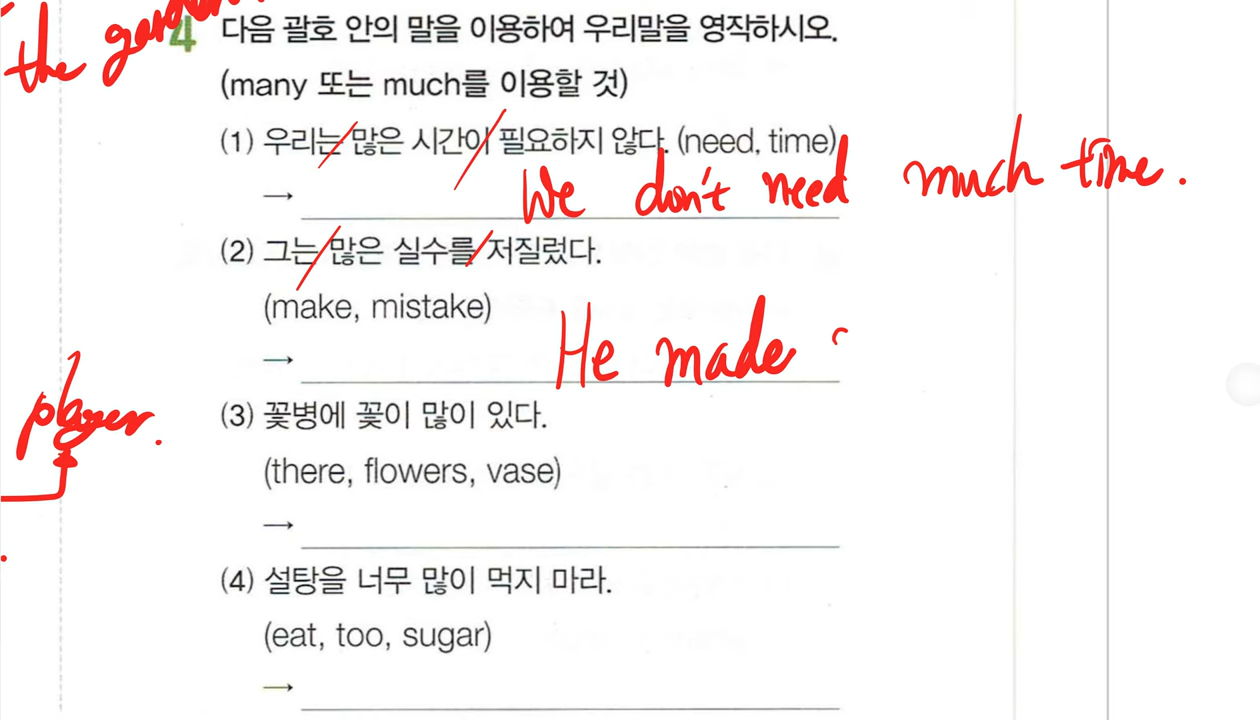 the garden
4 다음 괄호 안의 말을 이용하여 우리말을 영작하시오.
(many 또는 much를 이용할 것)
(1) 우리는 많은 시간이 필요하지 않다. (need, time)
→ We don't need much time.
(2) 그는 많은 실수를 저질렀다.
(make, mistake)
→ He made
player.
(3) 꽃병에 꽃이 많이 있다.
(there, flowers, vase)
→
(4) 설탕을 너무 많이 먹지 마라.
(eat, too, sugar)
→